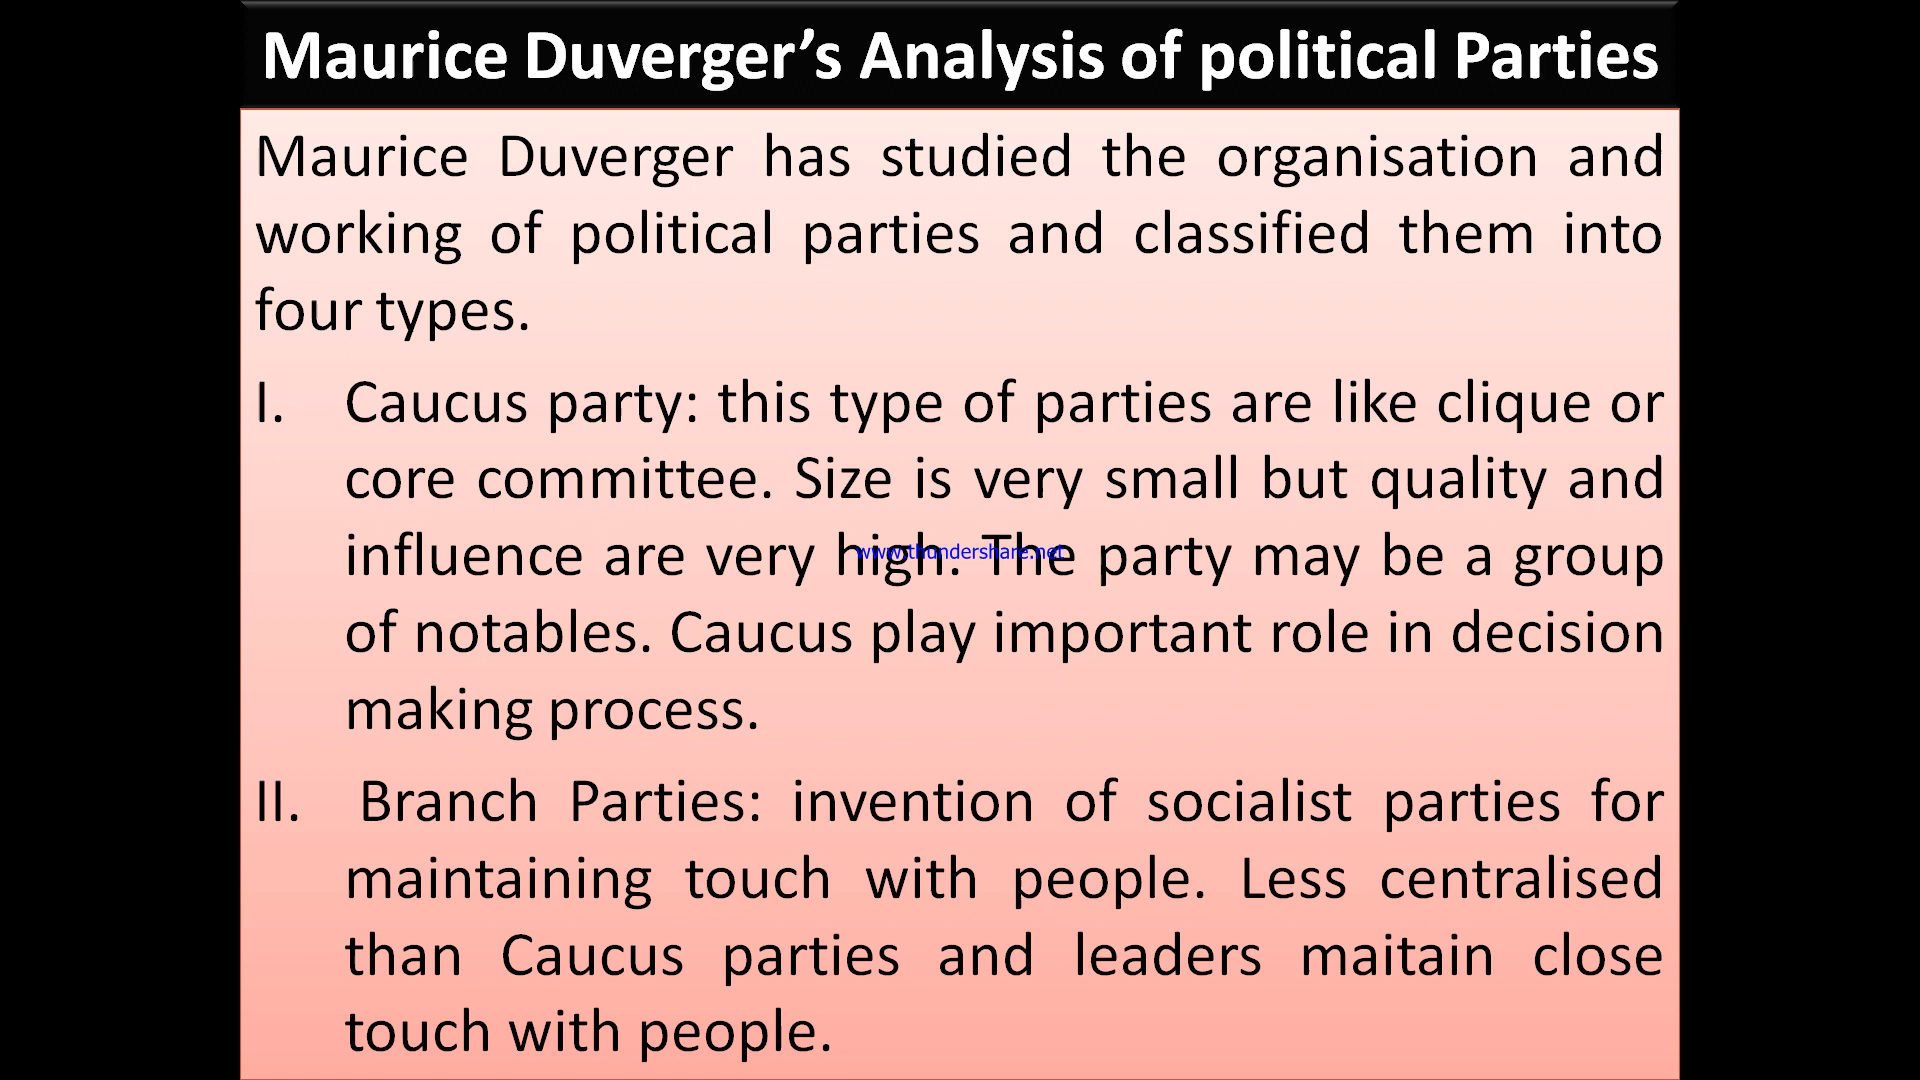 Maurice Duverger’s Analysis of political Parties
Maurice Duverger has studied the organisation and
working of political parties and classified them into
four types.
I. Caucus party: this type of parties are like clique or
core committee. Size is very small but quality and
influence are very high. The party may be a group
www.thundershare.net
of notables. Caucus play important role in decision
making process.
II. Branch Parties: invention of socialist parties for
maintaining touch with people. Less centralised
than Caucus parties and leaders maitain close
touch with people.